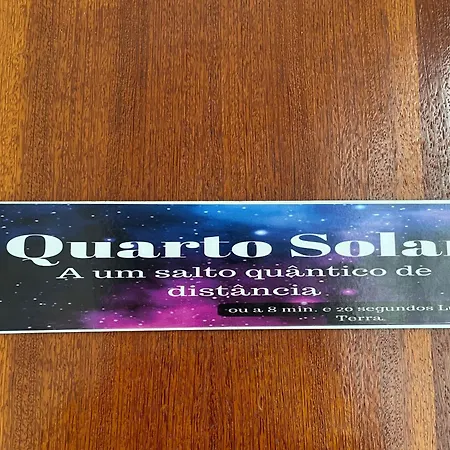 Quarto Solar
A um salto quântico de
distância
ou a 8 min. e 20 segundos
Terra.